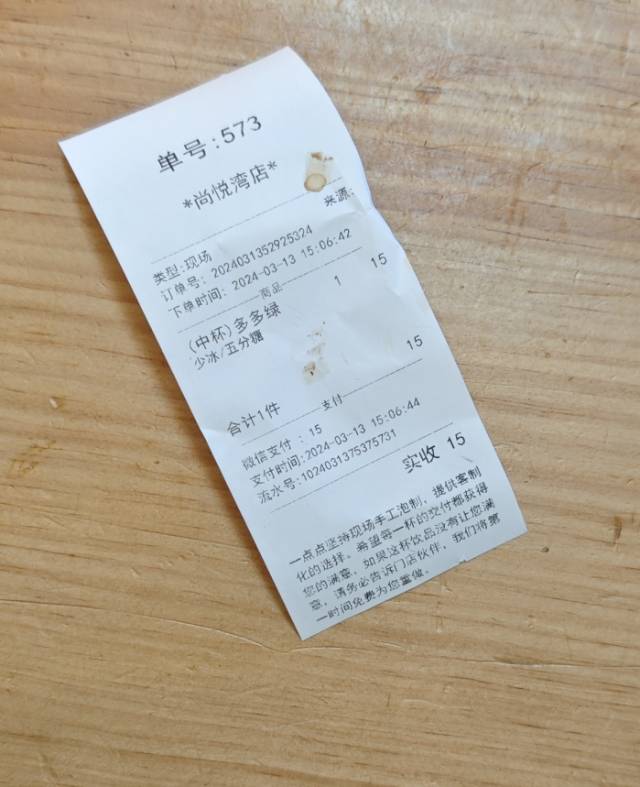 单号:573
*尚悦湾店*
类型:现场 来源:
订单号: 2024031352925324
下单时间: 2024-03-13 15:06:42
商品
(中杯)多多绿 1 15
少冰/五分糖
合计1件 15
支付
微信支付 : 15
支付时间:2024-03-13 15:06:44
流水号:1024031375375731
实收 15
一点点坚持现场手工泡制，提供客制
化的选择。希望每一杯的交付都获得
您的满意，如果这杯饮品没有让您满
意，请务必告诉门店伙伴，我们将第
一时间免费为您重做。